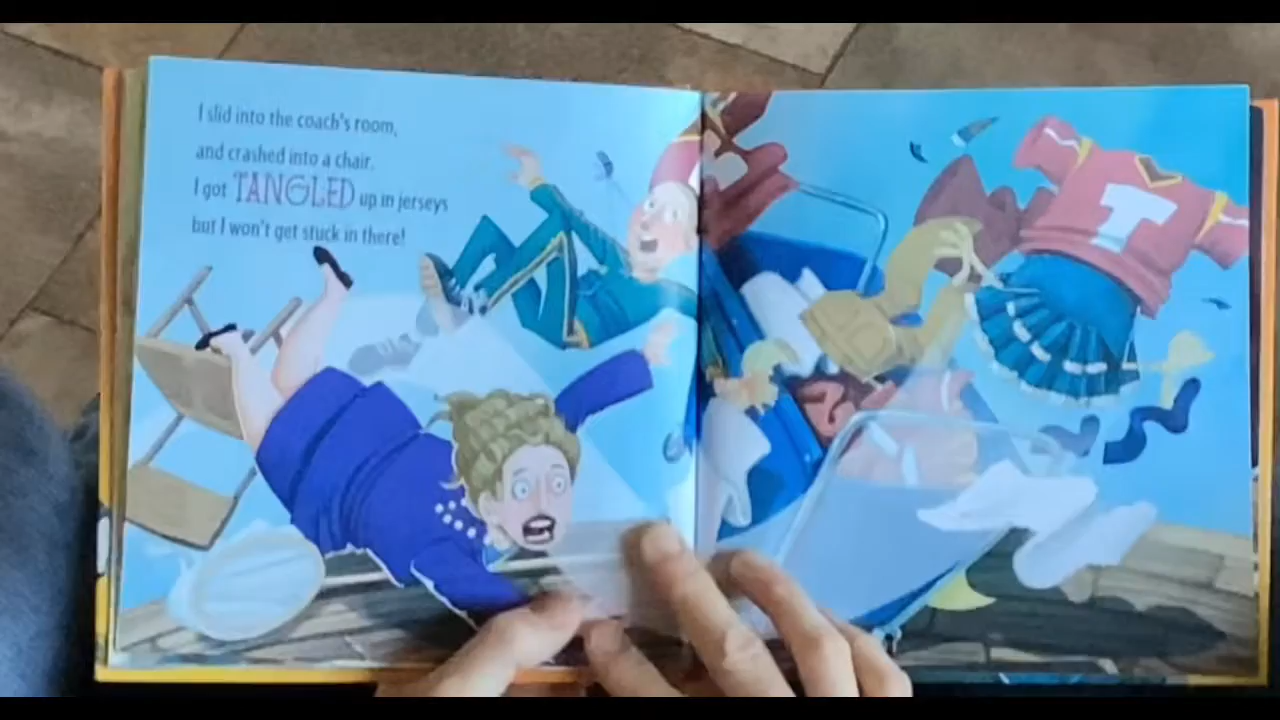 I slid into the coach's room,
and crashed into a chair.
I got TANGLED up in jerseys
but I won't get stuck in there!
T